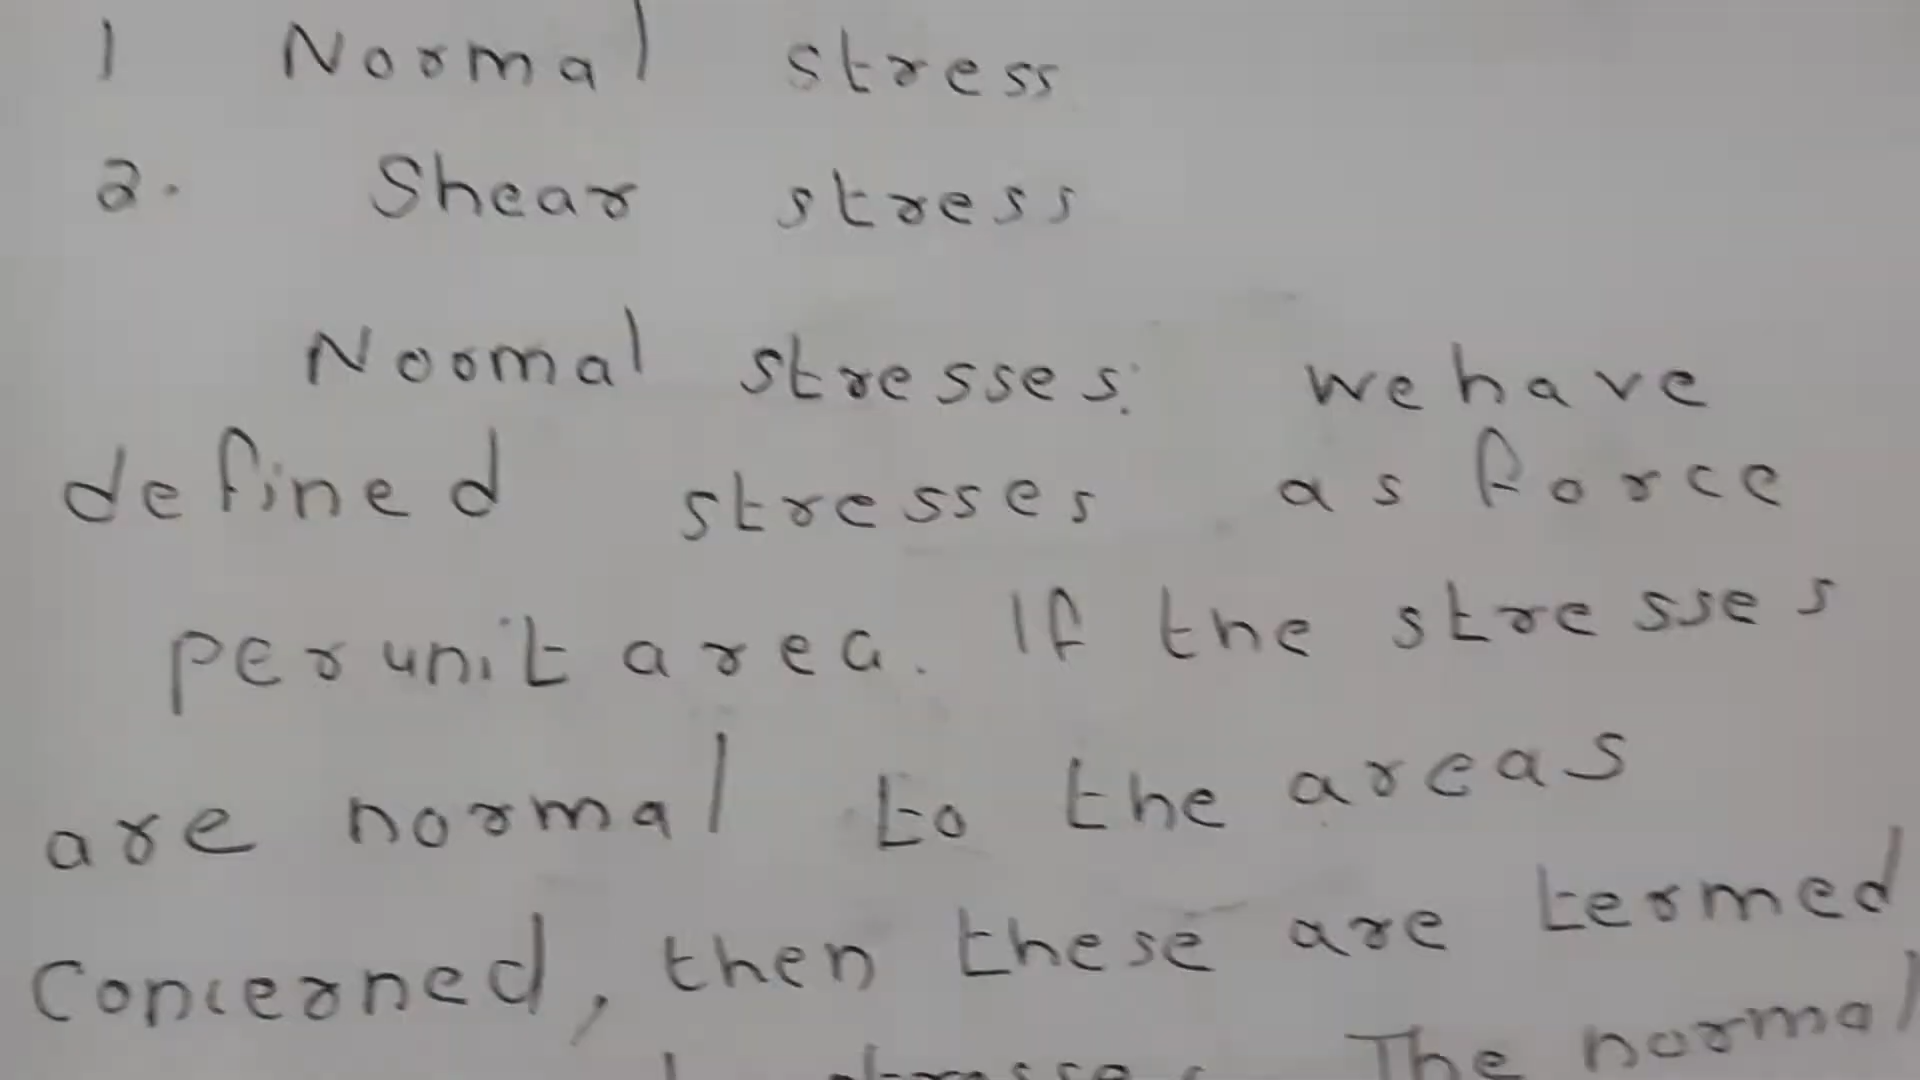 1 Normal stress
2. Shear stress
Normal stresses: we have
defined stresses as force
per unit area. If the stresses
are normal to the areas
Concerned, then these are termed
stresses The normal